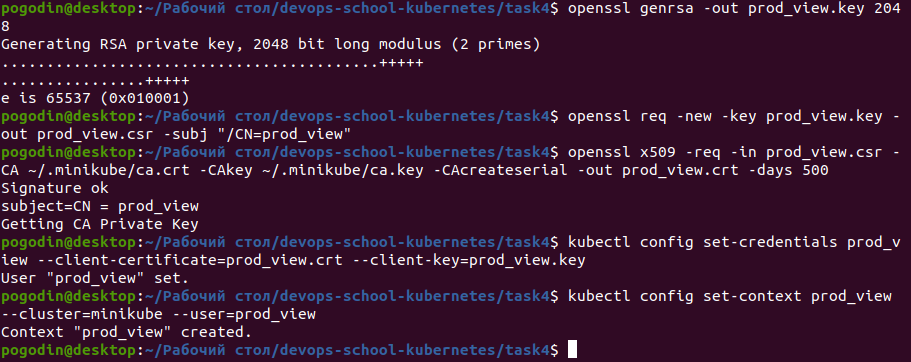 pogodin@desktop:~/Рабочий стол/devops-school-kubernetes/task4$ openssl genrsa -out prod_view.key 204
8
Generating RSA private key, 2048 bit long modulus (2 primes)
..........................................+++++
................+++++
e is 65537 (0x010001)
pogodin@desktop:~/Рабочий стол/devops-school-kubernetes/task4$ openssl req -new -key prod_view.key -
out prod_view.csr -subj "/CN=prod_view"
pogodin@desktop:~/Рабочий стол/devops-school-kubernetes/task4$ openssl x509 -req -in prod_view.csr -
CA ~/.minikube/ca.crt -CAkey ~/.minikube/ca.key -CAcreateserial -out prod_view.crt -days 500
Signature ok
subject=CN = prod_view
Getting CA Private Key
pogodin@desktop:~/Рабочий стол/devops-school-kubernetes/task4$ kubectl config set-credentials prod_v
iew --client-certificate=prod_view.crt --client-key=prod_view.key
User "prod_view" set.
pogodin@desktop:~/Рабочий стол/devops-school-kubernetes/task4$ kubectl config set-context prod_view
--cluster=minikube --user=prod_view
Context "prod_view" created.
pogodin@desktop:~/Рабочий стол/devops-school-kubernetes/task4$